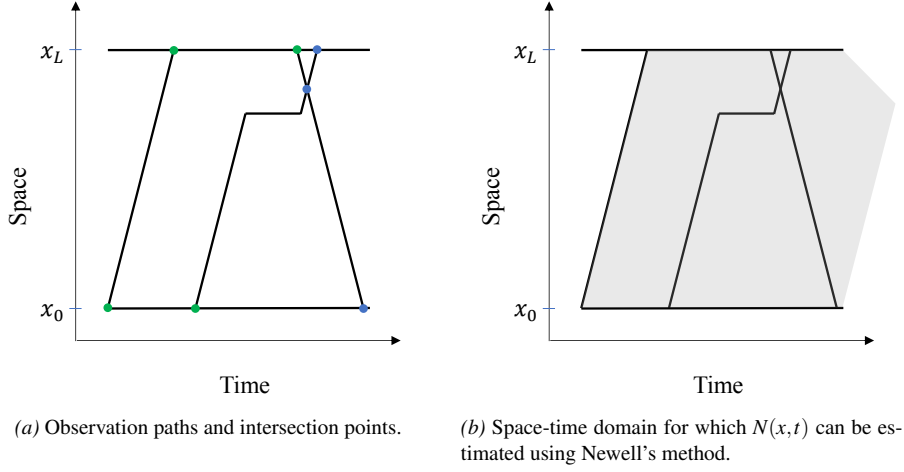 x_L
Space
x_0
Time
(a) Observation paths and intersection points.
x_L
Space
x_0
Time
(b) Space-time domain for which N(x,t) can be es-
timated using Newell's method.